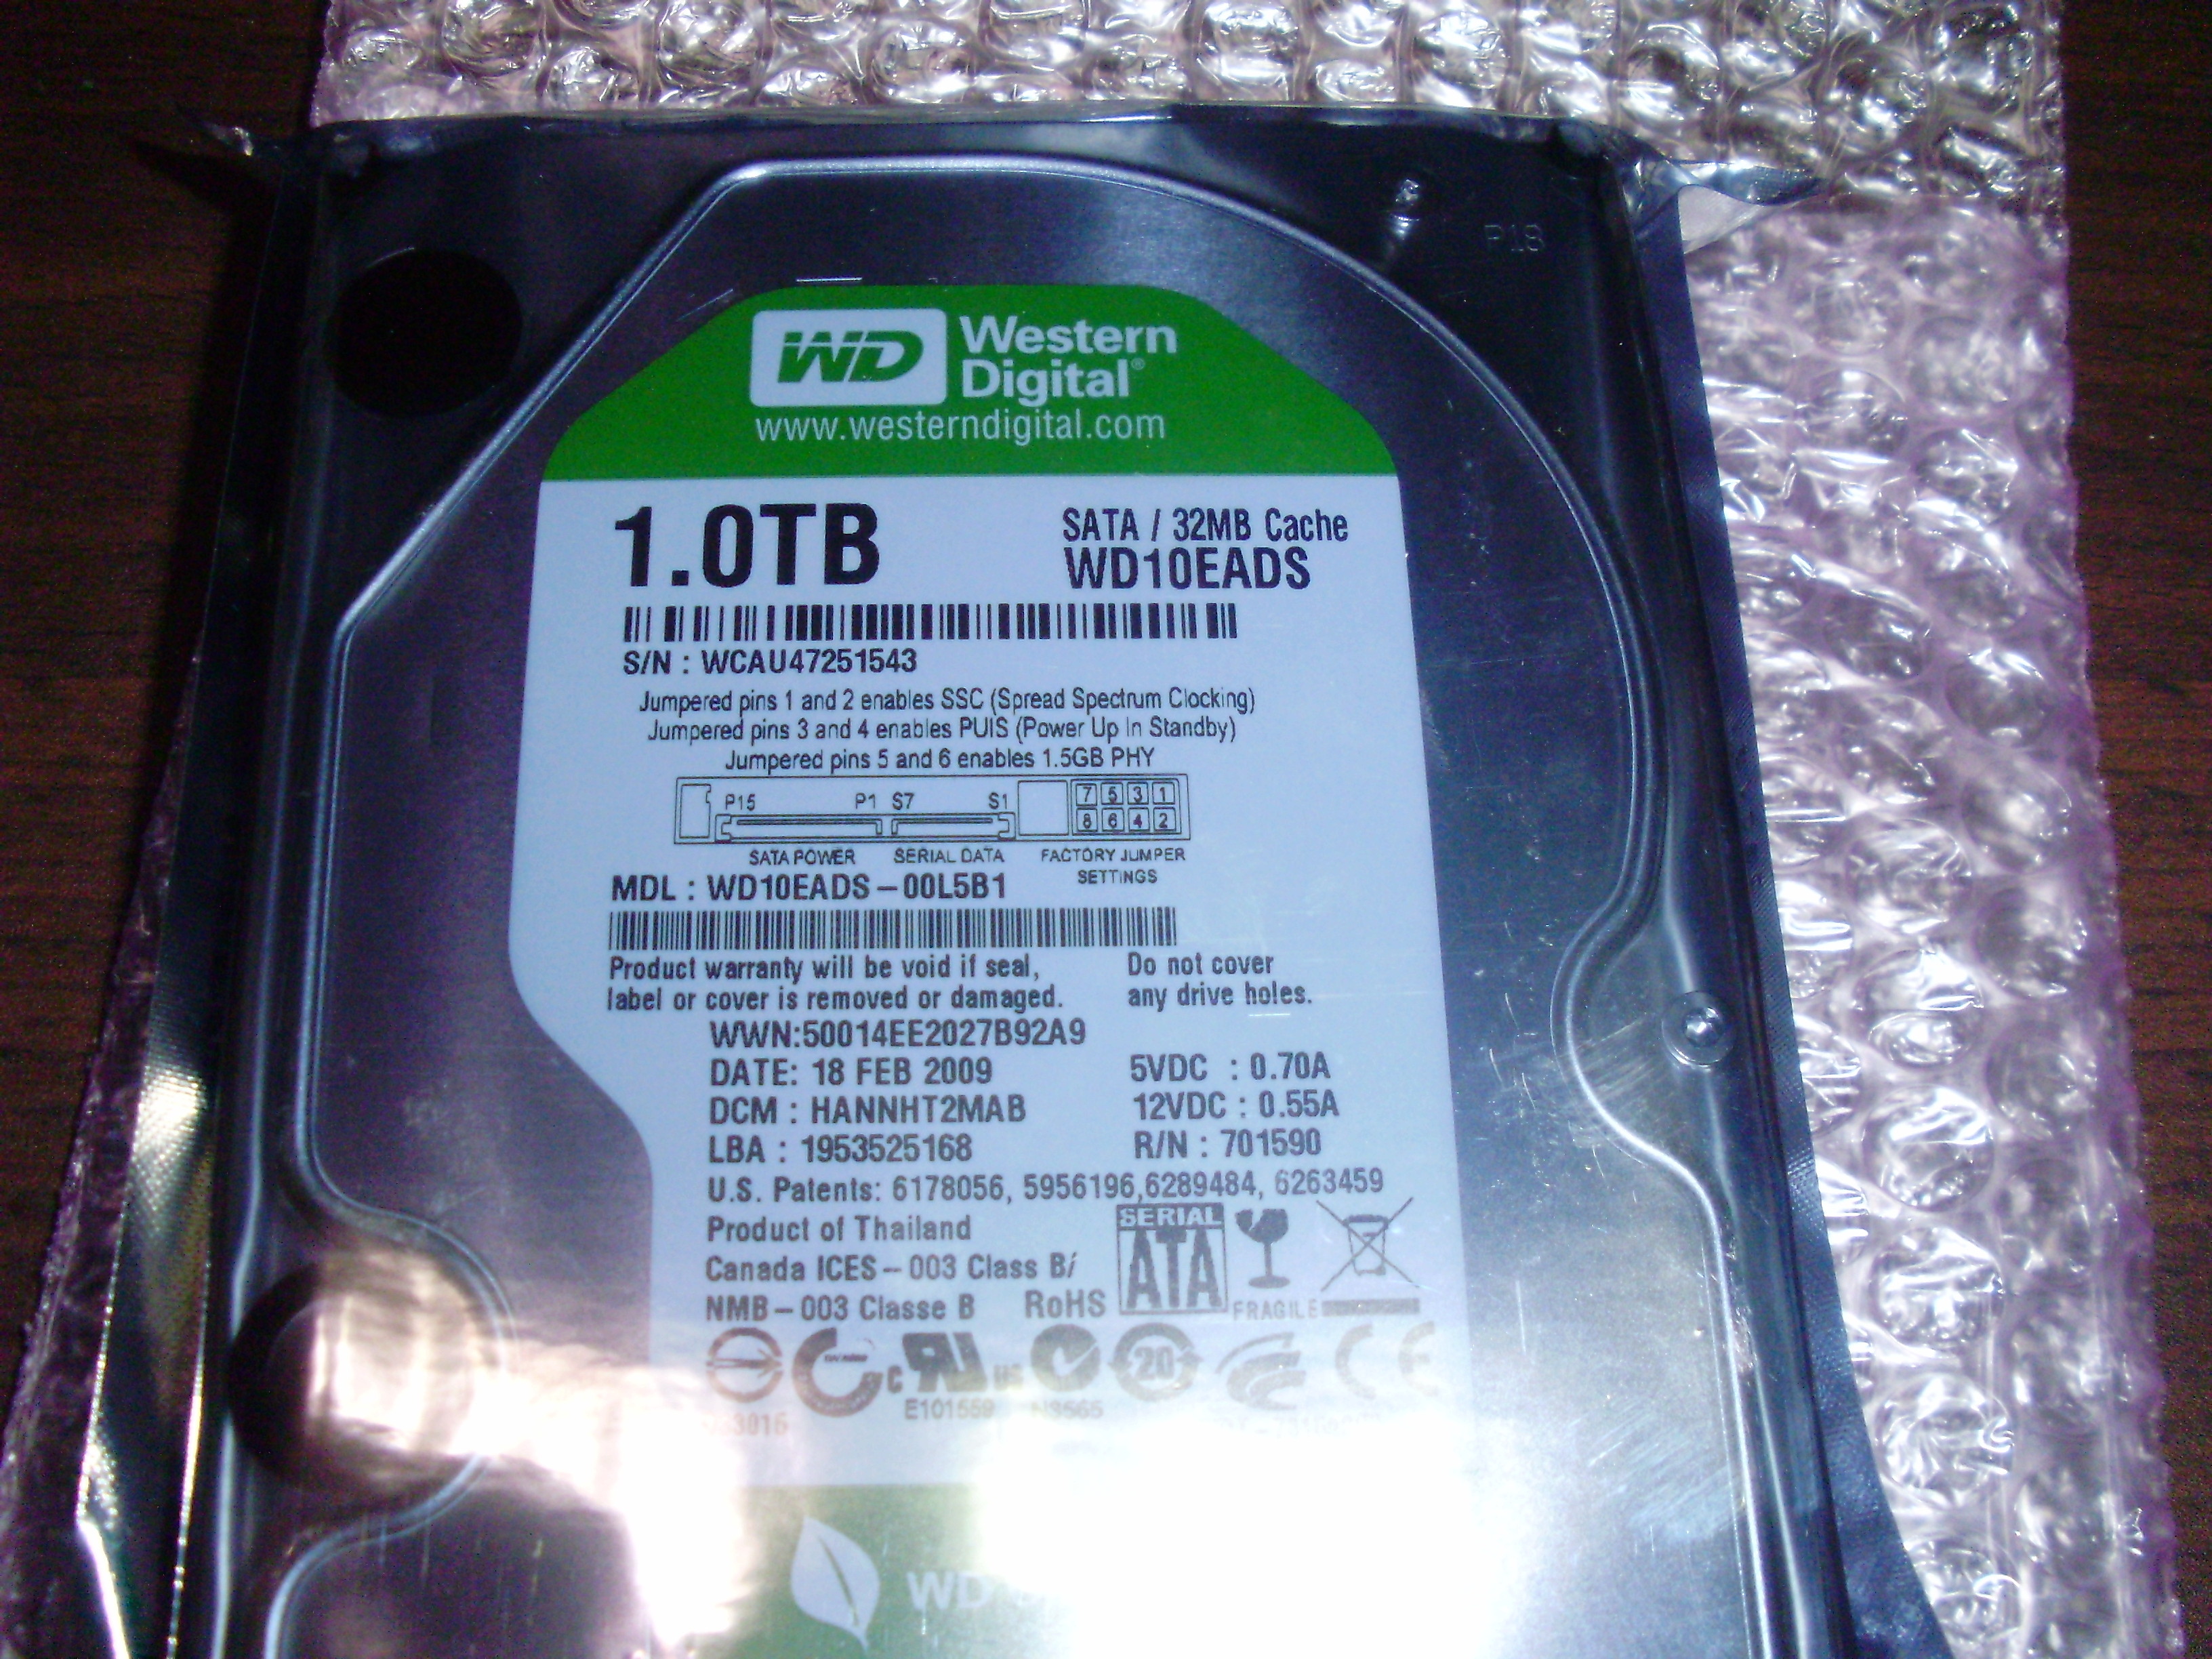 P18
WD Western
Digital®
www.westerndigital.com
1.0TB
SATA / 32MB Cache
WD10EADS
S/N : WCAU47251543
Jumpered pins 1 and 2 enables SSC (Spread Spectrum Clocking)
Jumpered pins 3 and 4 enables PUIS (Power Up In Standby)
Jumpered pins 5 and 6 enables 1.5GB PHY
P15 P1 S7 S1
7 5 3 1
8 6 4 2
SATA POWER SERIAL DATA FACTORY JUMPER
SETTINGS
MDL : WD10EADS-00L5B1
Product warranty will be void if seal,
label or cover is removed or damaged.
Do not cover
any drive holes.
WWN:50014EE2027B92A9
DATE: 18 FEB 2009 5VDC : 0.70A
DCM : HANNHT2MAB 12VDC : 0.55A
LBA : 1953525168 R/N : 701590
U.S. Patents: 6178056, 5956196,6289484, 6263459
Product of Thailand
Canada ICES-003 Class Bi
NMB-003 Classe B RoHS
SERIAL
ATA
FRAGILE
C US 20 CE
E101559 N3565
WD